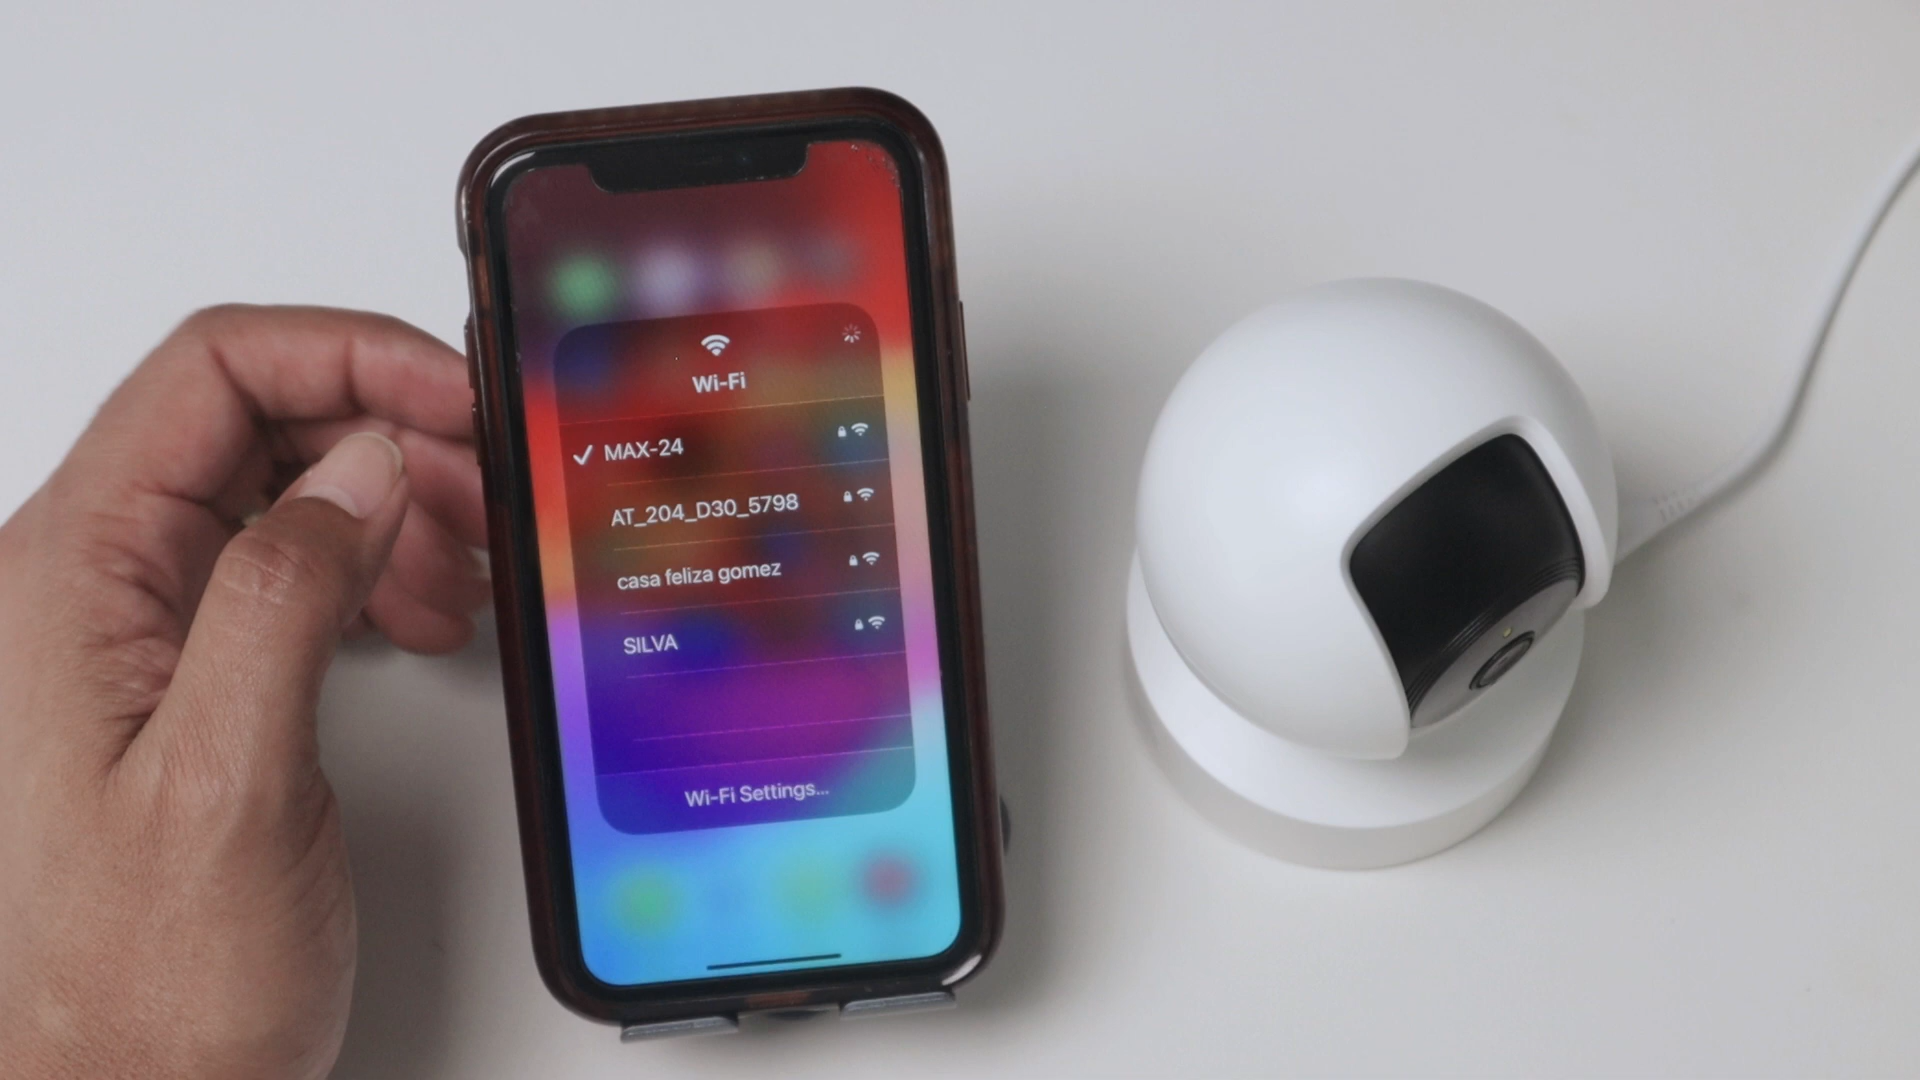 Wi-Fi
MAX-24
AT_204_D30_5798
casa feliza gomez
SILVA
Wi-Fi Settings...